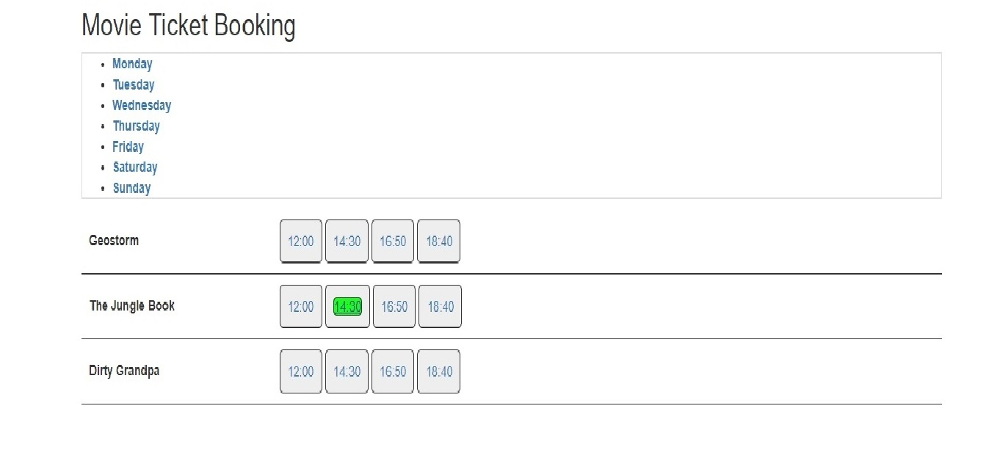 Movie Ticket Booking
Monday
Tuesday
Wednesday
Thursday
Friday
Saturday
Sunday
Geostorm 12:00 14:30 16:50 18:40
The Jungle Book 12:00 14:30 16:50 18:40
Dirty Grandpa 12:00 14:30 16:50 18:40